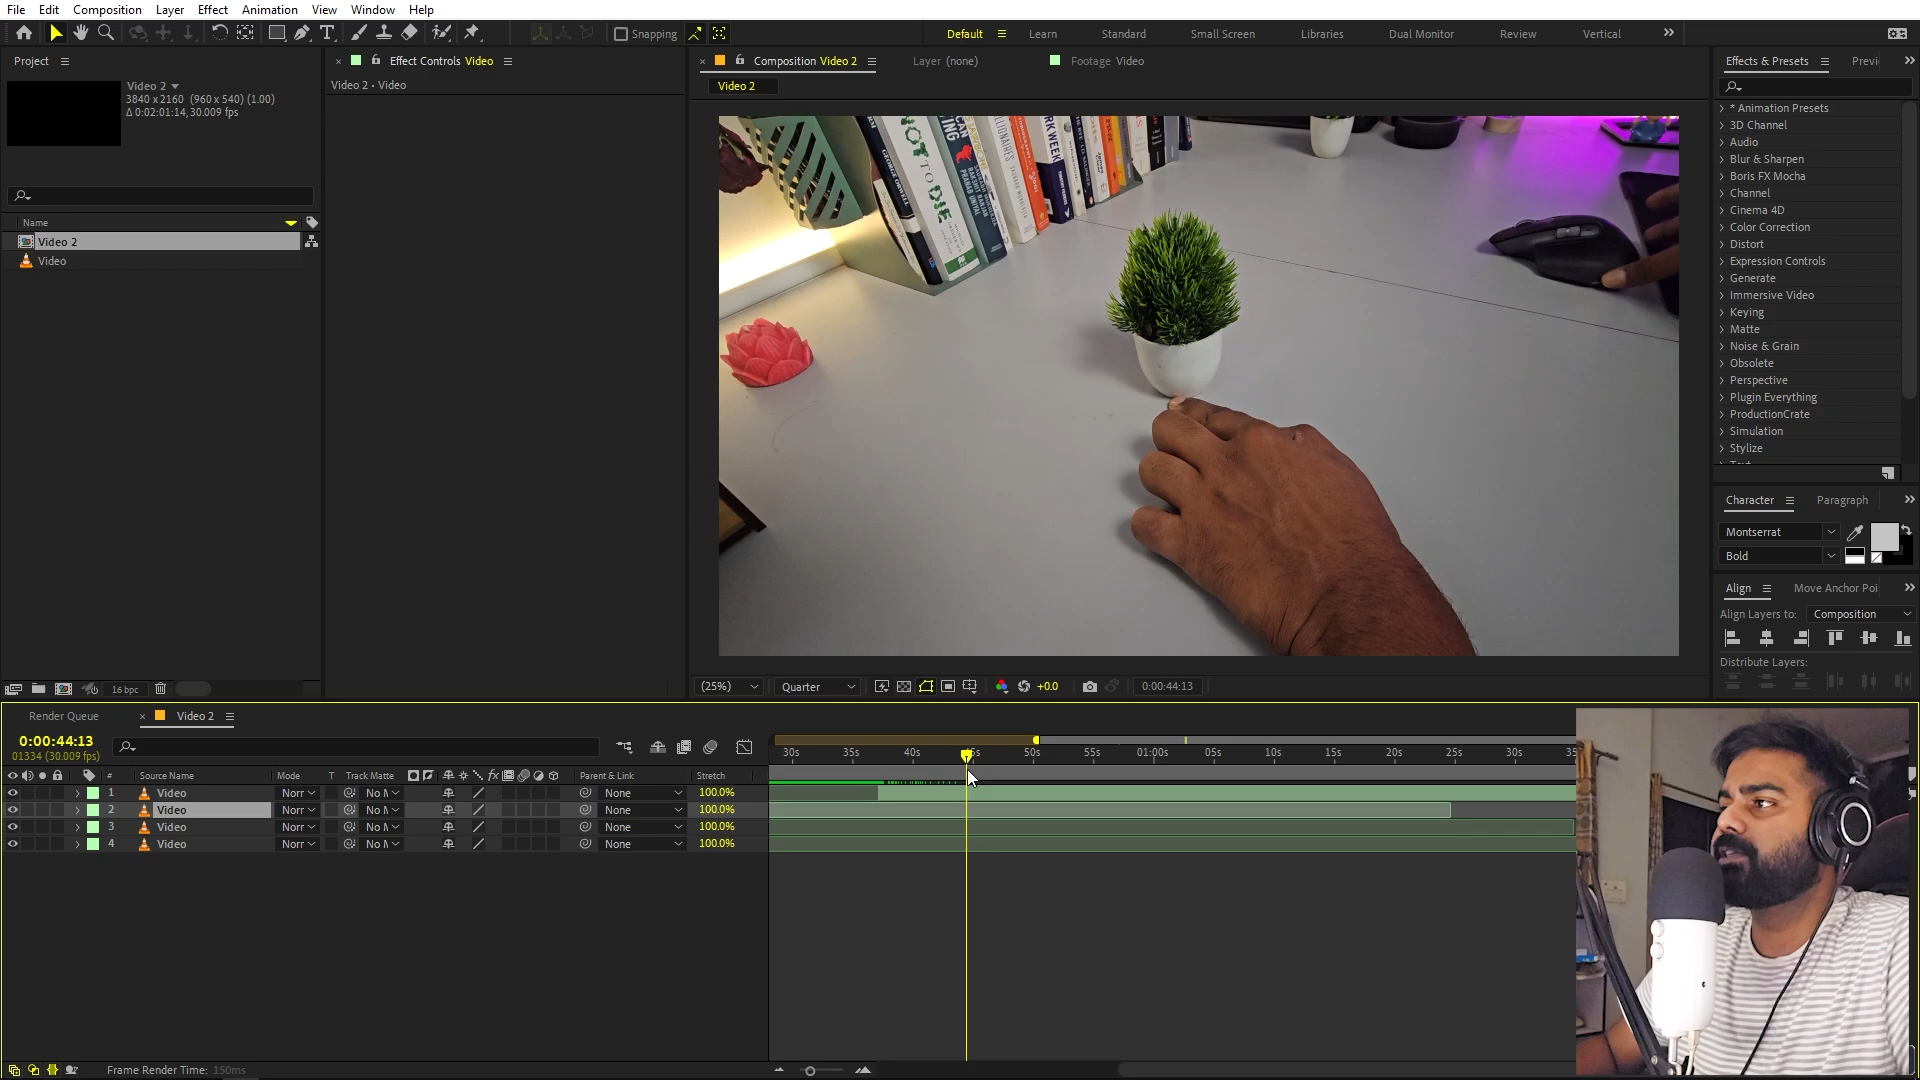 File Edit Composition Layer Effect Animation View Window Help
Snapping Default Learn Standard Small Screen Libraries Dual Monitor Review Vertical
Project
Effect Controls Video
Composition Video 2
Layer (none)
Footage Video
Effects & Presets
Video 2
3840 x 2160 (960 x 540) (1.00)
Δ 0:02:01:14, 30.009 fps
Video 2 • Video
Video 2
* Animation Presets
3D Channel
Audio
Blur & Sharpen
Boris FX Mocha
Channel
Cinema 4D
Color Correction
Distort
Expression Controls
Generate
Immersive Video
Keying
Matte
Noise & Grain
Obsolete
Perspective
Plugin Everything
ProductionCrate
Simulation
Stylize
Name
Video 2
Video
GEORGE ORWELL
NOT TO DIE
Character Paragraph
Montserrat
Bold
Align Move Anchor Poi
Align Layers to: Composition
Distribute Layers:
16 bpc
(25%) Quarter +0.0 0:00:44:13
Render Queue Video 2
0:00:44:13
01334 (30.009 fps)
30s 35s 40s 50s 55s 01:00s 05s 10s 15s 20s 25s 30s
# Source Name Mode T Track Matte fx Parent & Link Stretch
1 Video Norr No M None 100.0%
2 Video Norr No M None 100.0%
3 Video Norr No M None 100.0%
4 Video Norr No M None 100.0%
Frame Render Time: 150ms